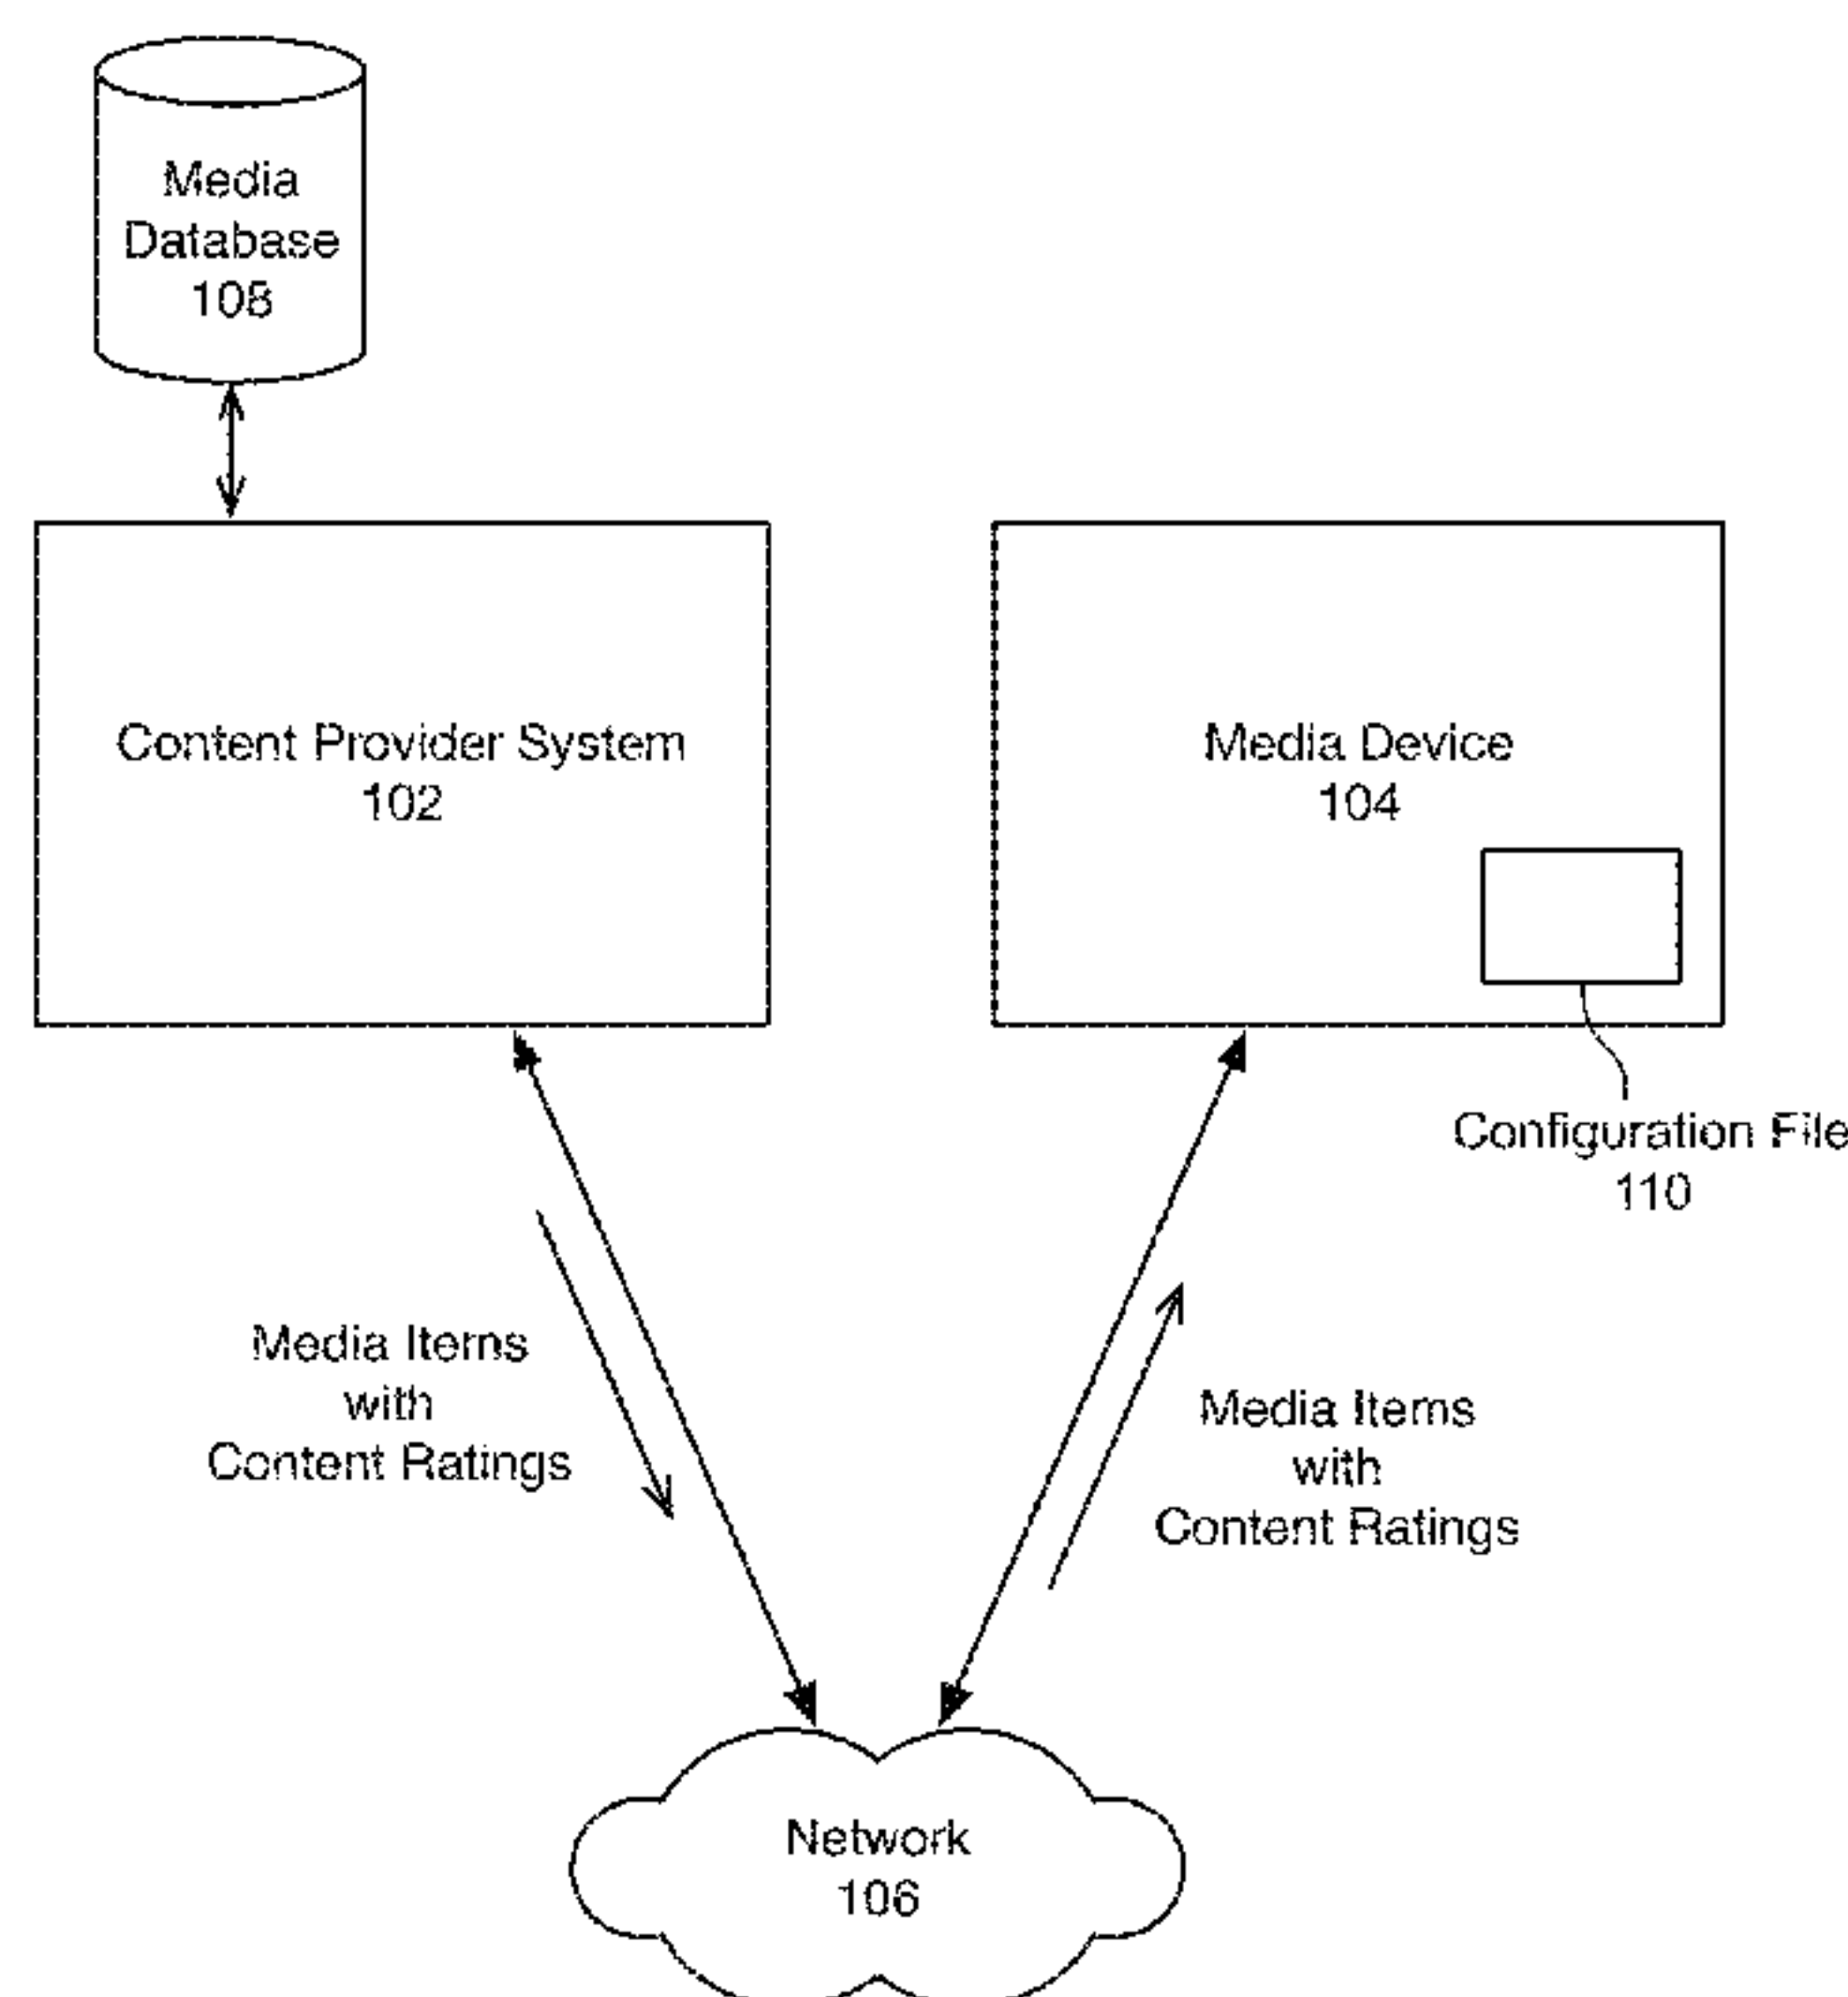 Media
Database
108
Content Provider System
102
Media Device
104
Configuration File
110
Media Items
with
Content Ratings
Media Items
with
Content Ratings
Network
106